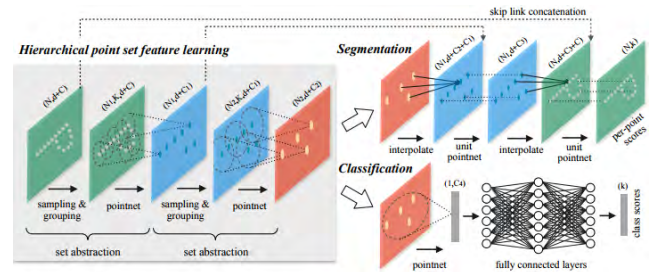 skip link concatenation
Hierarchical point set feature learning
Segmentation
(N,d+C)
(N1,K,d+C)
(N1,d+C1)
(N2,K,d+C1)
(N2,d+C2)
(N1,d+C2+C1)
(N1,d+C3)
(N,d+C3+C)
(N,k)
per-point
scores
sampling &
grouping
pointnet
sampling &
grouping
pointnet
set abstraction
set abstraction
interpolate
unit
pointnet
interpolate
unit
pointnet
Classification
(1,C4)
(k)
class scores
pointnet
fully connected layers